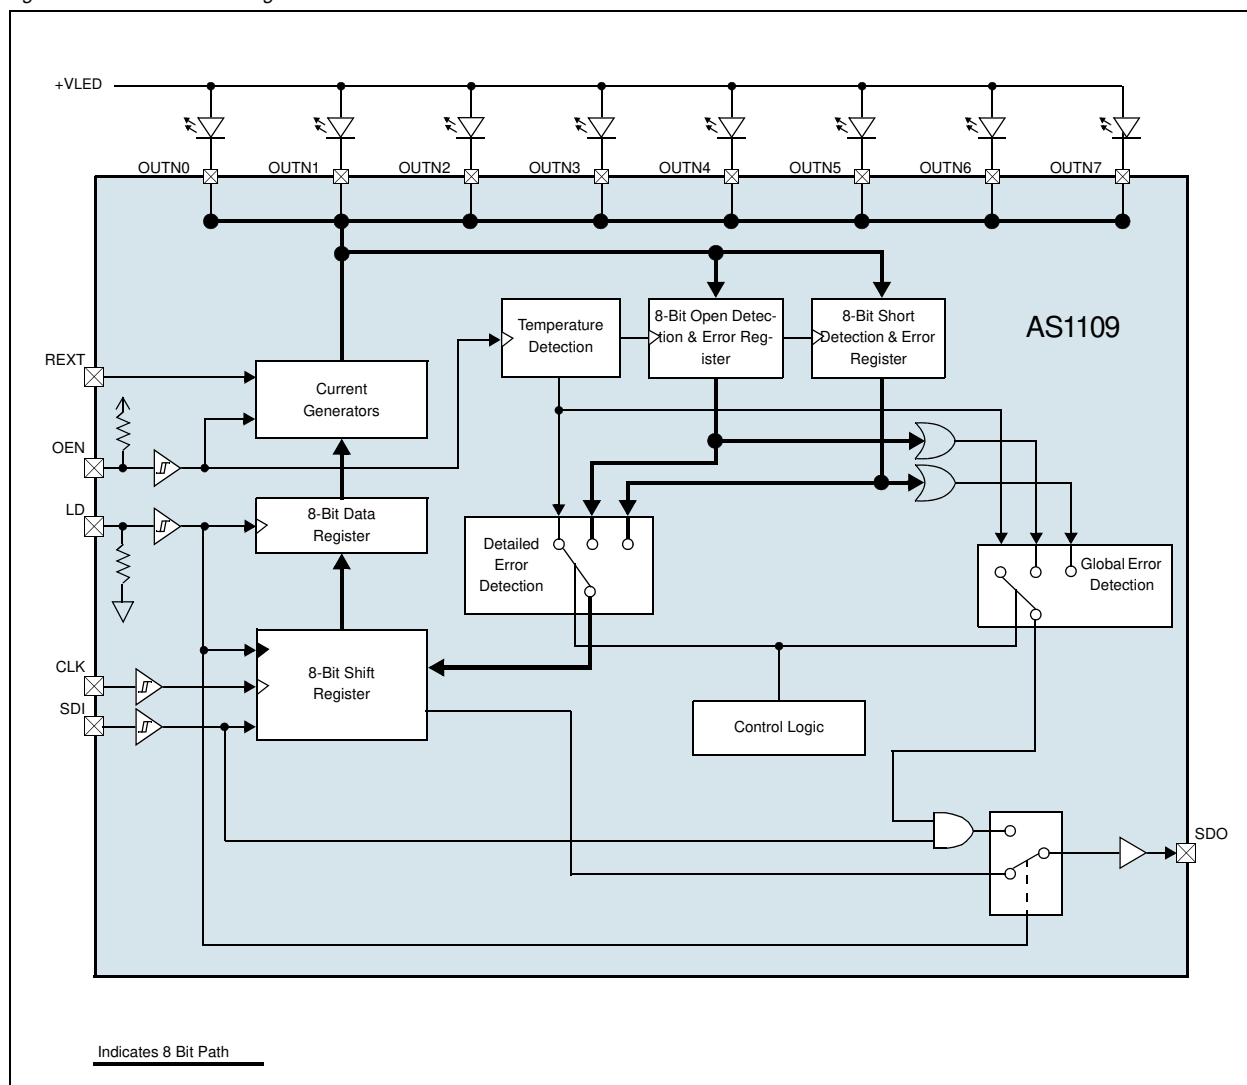 +VLED
OUTN0 OUTN1 OUTN2 OUTN3 OUTN4 OUTN5 OUTN6 OUTN7
AS1109
Temperature
Detection
8-Bit Open Detec-
tion & Error Reg-
ister
8-Bit Short
Detection & Error
Register
REXT
Current
Generators
OEN
LD
8-Bit Data
Register
Detailed
Error
Detection
Global Error
Detection
CLK
SDI
8-Bit Shift
Register
Control Logic
SDO
Indicates 8 Bit Path